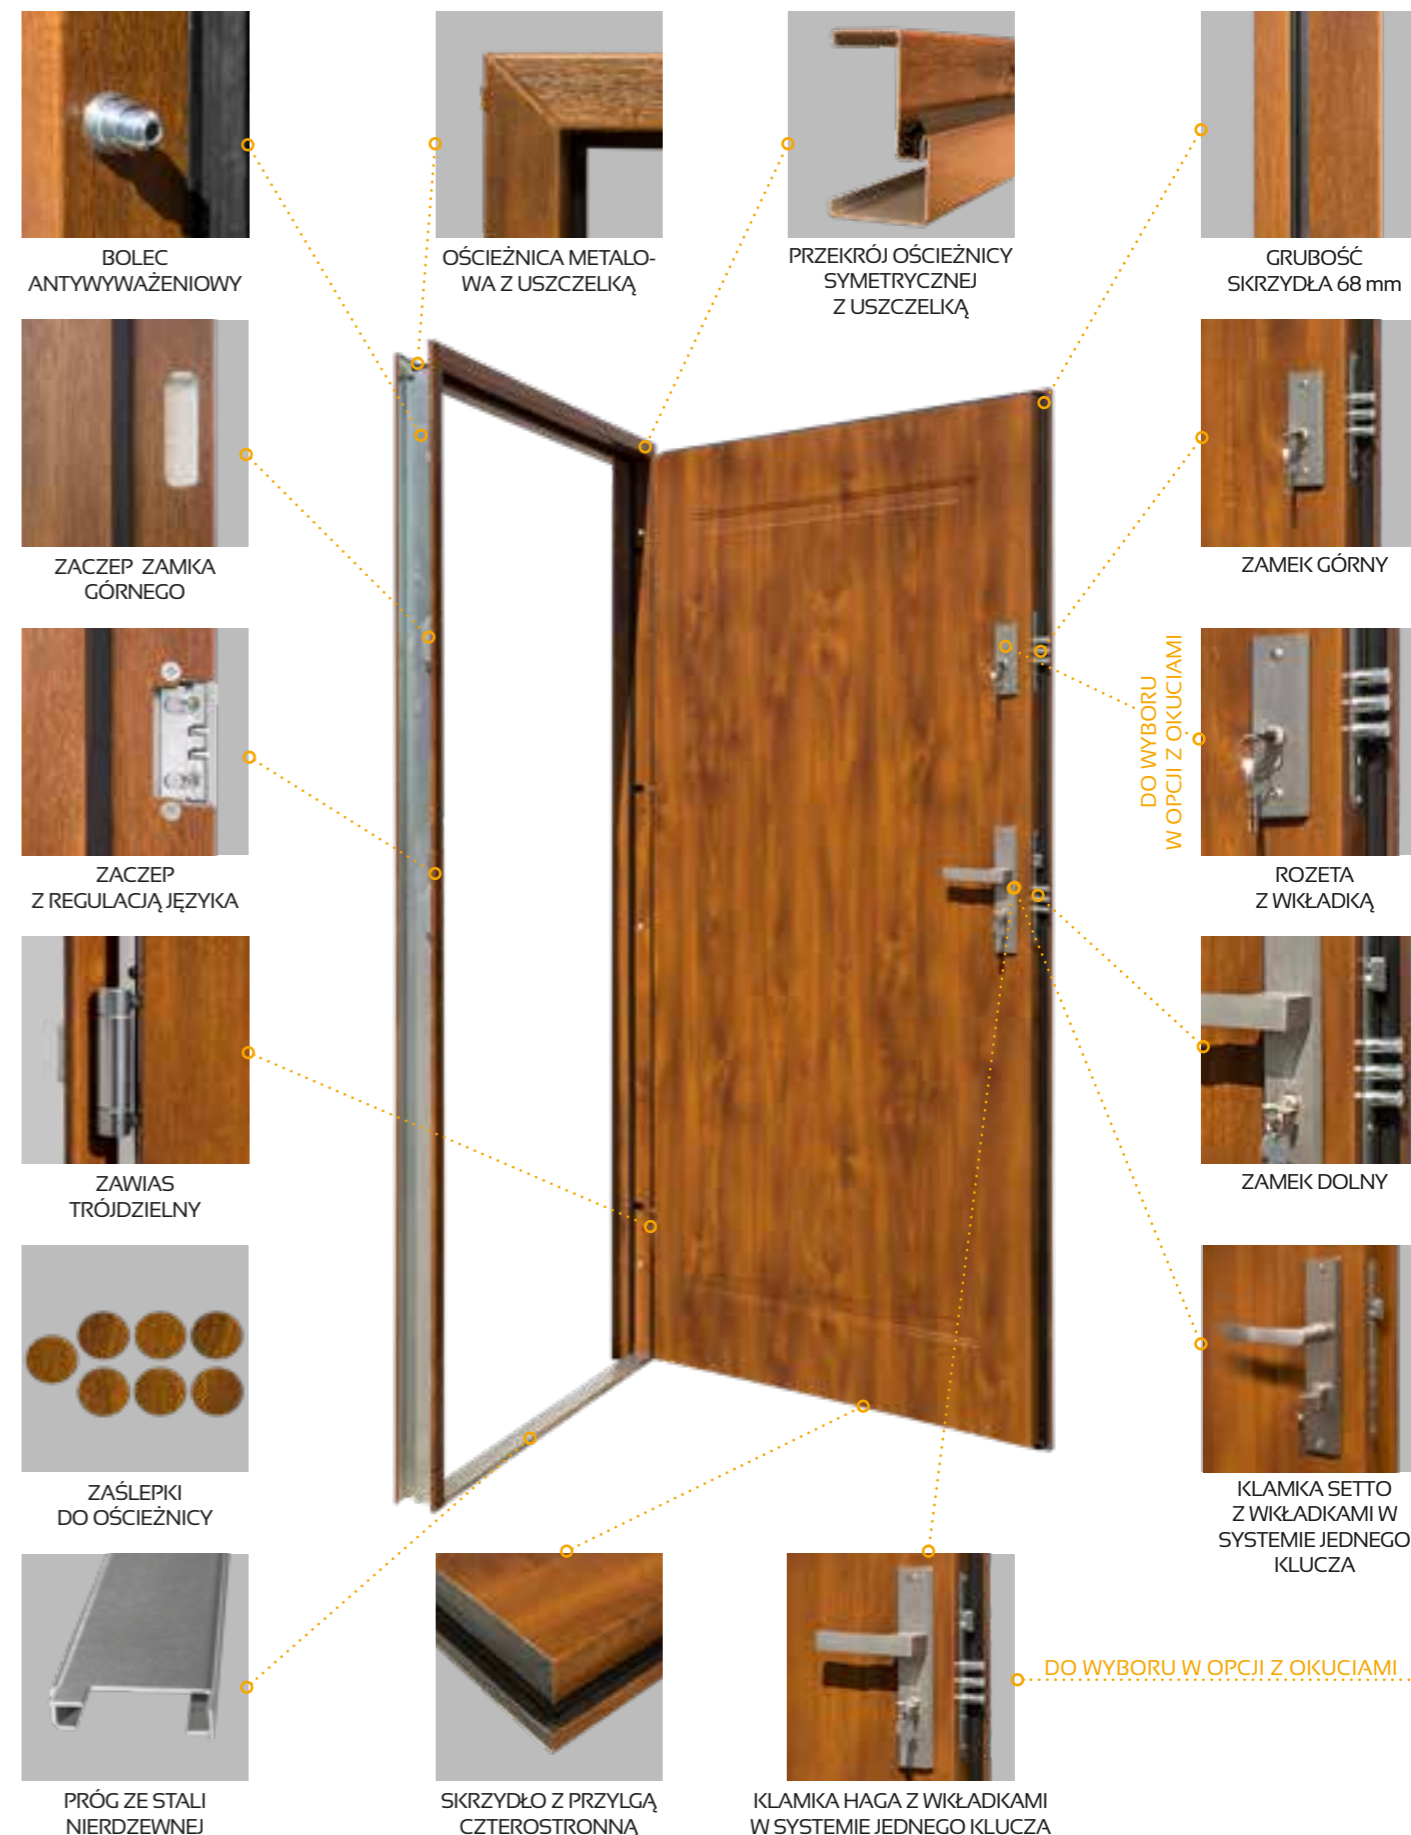 BOLEC
ANTYWYWAŻENIOWY
OŚCIEŻNICA METALO-
WA Z USZCZELKĄ
PRZEKRÓJ OŚCIEŻNICY
SYMETRYCZNEJ
Z USZCZELKĄ
GRUBOŚĆ
SKRZYDŁA 68 mm
ZACZEP ZAMKA
GÓRNEGO
ZAMEK GÓRNY
DO WYBORU
W OPCJI Z OKUCIAMI
ZACZEP
Z REGULACJĄ JĘZYKA
ROZETA
Z WKŁADKĄ
ZAWIAS
TRÓJDZIELNY
ZAMEK DOLNY
ZAŚLEPKI
DO OŚCIEŻNICY
KLAMKA SETTO
Z WKŁADKAMI W
SYSTEMIE JEDNEGO
KLUCZA
DO WYBORU W OPCJI Z OKUCIAMI
PRÓG ZE STALI
NIERDZEWNEJ
SKRZYDŁO Z PRZYLGĄ
CZTEROSTRONNĄ
KLAMKA HAGA Z WKŁADKAMI
W SYSTEMIE JEDNEGO KLUCZA